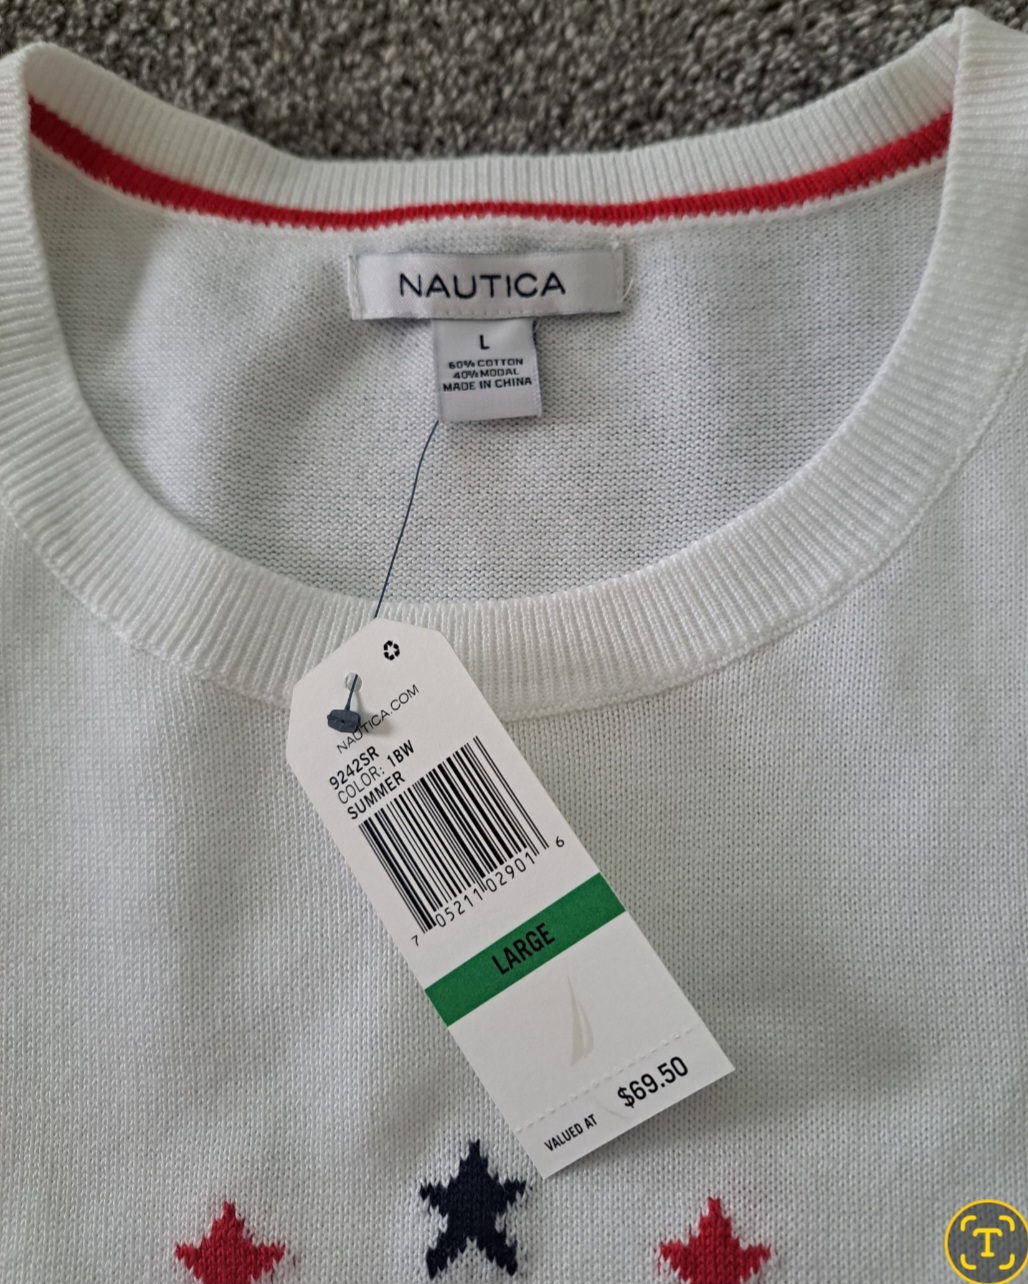 NAUTICA
L
60% COTTON
40% MODAL
MADE IN CHINA
NAUTICA.COM
9242SR
COLOR: 1BW
SUMMER
7 05211 02901 6
LARGE
VALUED AT $69.50
T